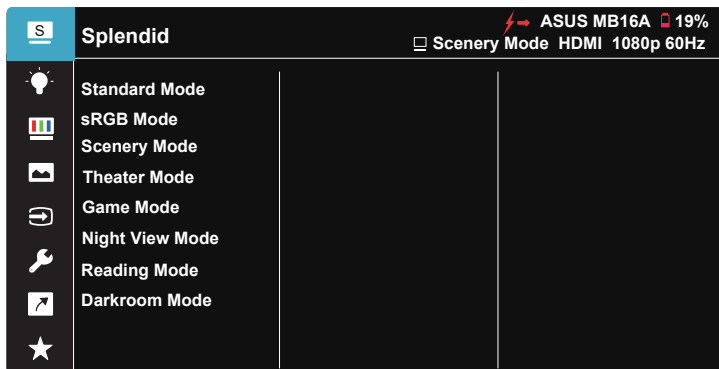 S
Splendid
ASUS MB16A 19%
Scenery Mode HDMI 1080p 60Hz
Standard Mode
sRGB Mode
Scenery Mode
Theater Mode
Game Mode
Night View Mode
Reading Mode
Darkroom Mode